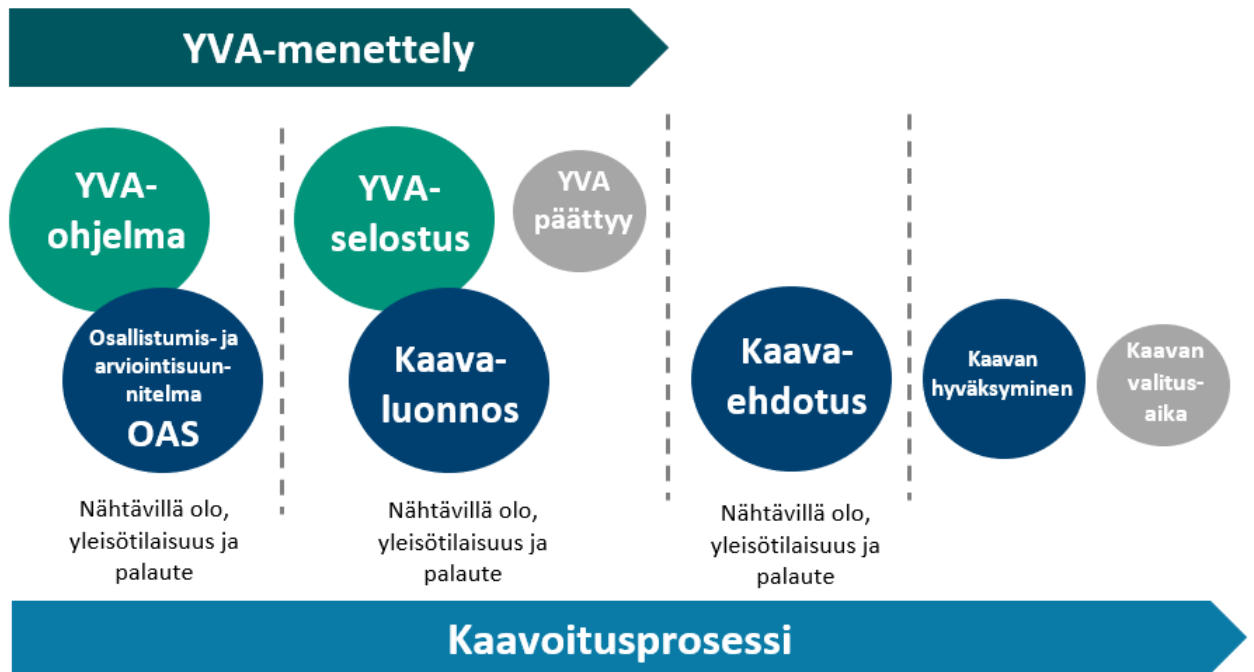 YVA-menettely
YVA-
ohjelma
YVA-
selostus
YVA
päättyy
Osallistumis- ja
arviointisuun-
nitelma
OAS
Kaava-
luonnos
Kaava-
ehdotus
Kaavan
hyväksyminen
Kaavan
valitus-
aika
Nähtävillä olo,
yleisötilaisuus ja
palaute
Nähtävillä olo,
yleisötilaisuus ja
palaute
Nähtävillä olo,
yleisötilaisuus ja
palaute
Kaavoitusprosessi